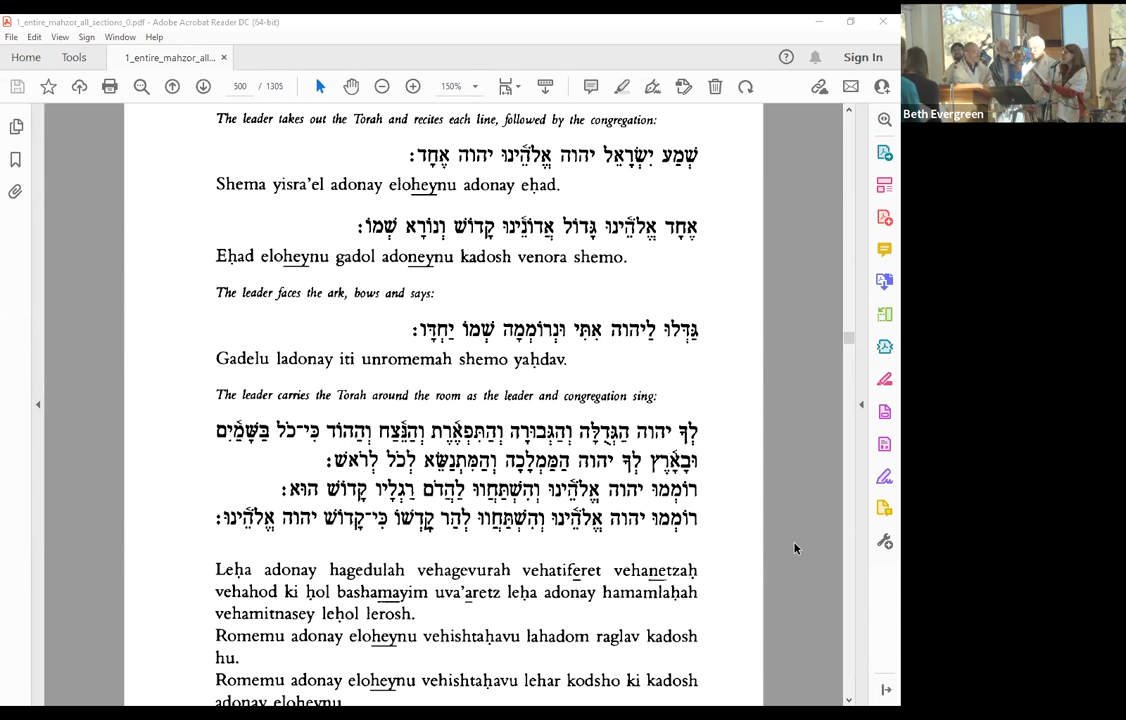 1_entire_mahzor_all_sections_0.pdf - Adobe Acrobat Reader DC (64-bit)
File Edit View Sign Window Help
Home Tools 1_entire_mahzor_all... × Sign In
500 / 1305 150%
The leader takes out the Torah and recites each line, followed by the congregation:
שְׁמַע יִשְׂרָאֵל יהוה אֱלֹהֵֽינוּ יהוה אֶחָד׃
Shema yisra'el adonay eloheynu adonay eḥad.
אֶחָד אֱלֹהֵֽינוּ גָּדוֹל אֲדוֹנֵֽינוּ קָדוֹשׁ וְנוֹרָא שְׁמוֹ׃
Eḥad eloheynu gadol adoneynu kadosh venora shemo.
The leader faces the ark, bows and says:
גַּדְּלוּ לַיהוה אִתִּי וּנְרוֹמְמָה שְׁמוֹ יַחְדָּו׃
Gadelu ladonay iti unromemah shemo yaḥdav.
The leader carries the Torah around the room as the leader and congregation sing:
לְךָ יהוה הַגְּדֻלָּה וְהַגְּבוּרָה וְהַתִּפְאֶֽרֶת וְהַנֵּֽצַח וְהַהוֹד כִּי־כֹל בַּשָּׁמַֽיִם
וּבָאָֽרֶץ לְךָ יהוה הַמַּמְלָכָה וְהַמִּתְנַשֵּׂא לְכֹל לְרֹאשׁ׃
רוֹמְמוּ יהוה אֱלֹהֵֽינוּ וְהִשְׁתַּחֲווּ לַהֲדֹם רַגְלָיו קָדוֹשׁ הוּא׃
רוֹמְמוּ יהוה אֱלֹהֵֽינוּ וְהִשְׁתַּחֲווּ לְהַר קָדְשׁוֹ כִּי־קָדוֹשׁ יהוה אֱלֹהֵֽינוּ׃
Leḥa adonay hagedulah vehagevurah vehatiferet vehanetzaḥ
vehahod ki ḥol bashamayim uva'aretz leḥa adonay hamamlaḥah
vehamitnasey leḥol lerosh.
Romemu adonay eloheynu vehishtaḥavu lahadom raglav kadosh
hu.
Romemu adonay eloheynu vehishtaḥavu lehar kodsho ki kadosh
adonay eloheynu.
Beth Evergreen